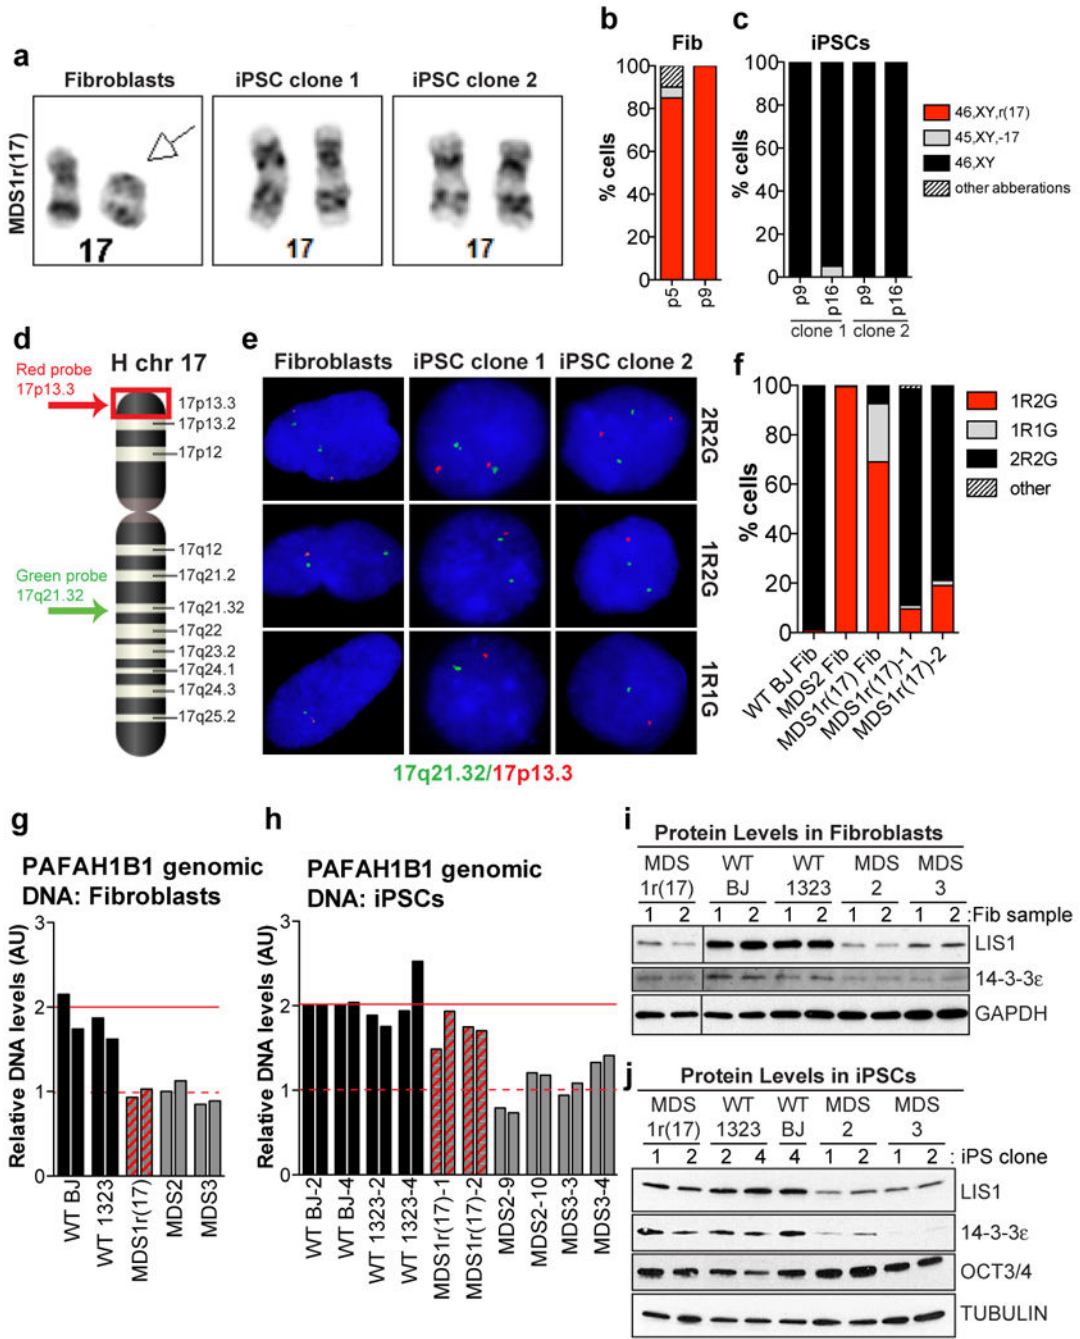 a
Fibroblasts
iPSC clone 1
iPSC clone 2
MDS1r(17)
17
17
17
b
Fib
% cells
100
80
60
40
20
0
p5
p9
c
iPSCs
% cells
100
80
60
40
20
0
p9
p16
p9
p16
clone 1
clone 2
46,XY,r(17)
45,XY,-17
46,XY
other abberations
d
H chr 17
Red probe
17p13.3
Green probe
17q21.32
17p13.3
17p13.2
17p12
17q12
17q21.2
17q21.32
17q22
17q23.2
17q24.1
17q24.3
17q25.2
e
Fibroblasts
iPSC clone 1
iPSC clone 2
2R2G
1R2G
1R1G
17q21.32/17p13.3
f
% cells
100
80
60
40
20
0
WT BJ Fib
MDS2 Fib
MDS1r(17) Fib
MDS1r(17)-1
MDS1r(17)-2
1R2G
1R1G
2R2G
other
g
PAFAH1B1 genomic
DNA: Fibroblasts
Relative DNA levels (AU)
3
2
1
0
WT BJ
WT 1323
MDS1r(17)
MDS2
MDS3
h
PAFAH1B1 genomic
DNA: iPSCs
Relative DNA levels (AU)
3
2
1
0
WT BJ-2
WT BJ-4
WT 1323-2
WT 1323-4
MDS1r(17)-1
MDS1r(17)-2
MDS2-9
MDS2-10
MDS3-3
MDS3-4
i
Protein Levels in Fibroblasts
MDS WT WT MDS MDS
1r(17) BJ 1323 2 3
1 2 1 2 1 2 1 2 1 2 :Fib sample
LIS1
14-3-3ε
GAPDH
j
Protein Levels in iPSCs
MDS WT WT MDS MDS
1r(17) 1323 BJ 2 3
1 2 2 4 4 1 2 1 2 : iPS clone
LIS1
14-3-3ε
OCT3/4
TUBULIN